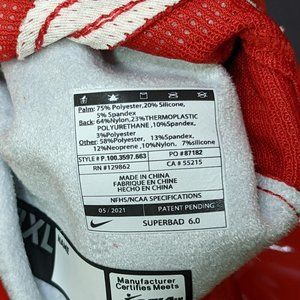 Palm: 75% Polyester,20% Silicone,
5% Spandex
Back: 64%Nylon,23%THERMOPLASTIC
POLYURETHANE ,10%Spandex,
3%Polyester
Other: 58%Polyester, 13%Spandex,
12%Neoprene ,10%Nylon, 7%silicone
STYLE # P.100.3597.663 PO #87182
RN #129862 CA # 55215
MADE IN CHINA
FABRIQUE EN CHINE
HECHO EN CHINA
NFHS/NCAA SPECIFICATIONS
05 / 2021 PATENT PENDING
SUPERBAD 6.0
XL
Manufacturer
Certifies Meets